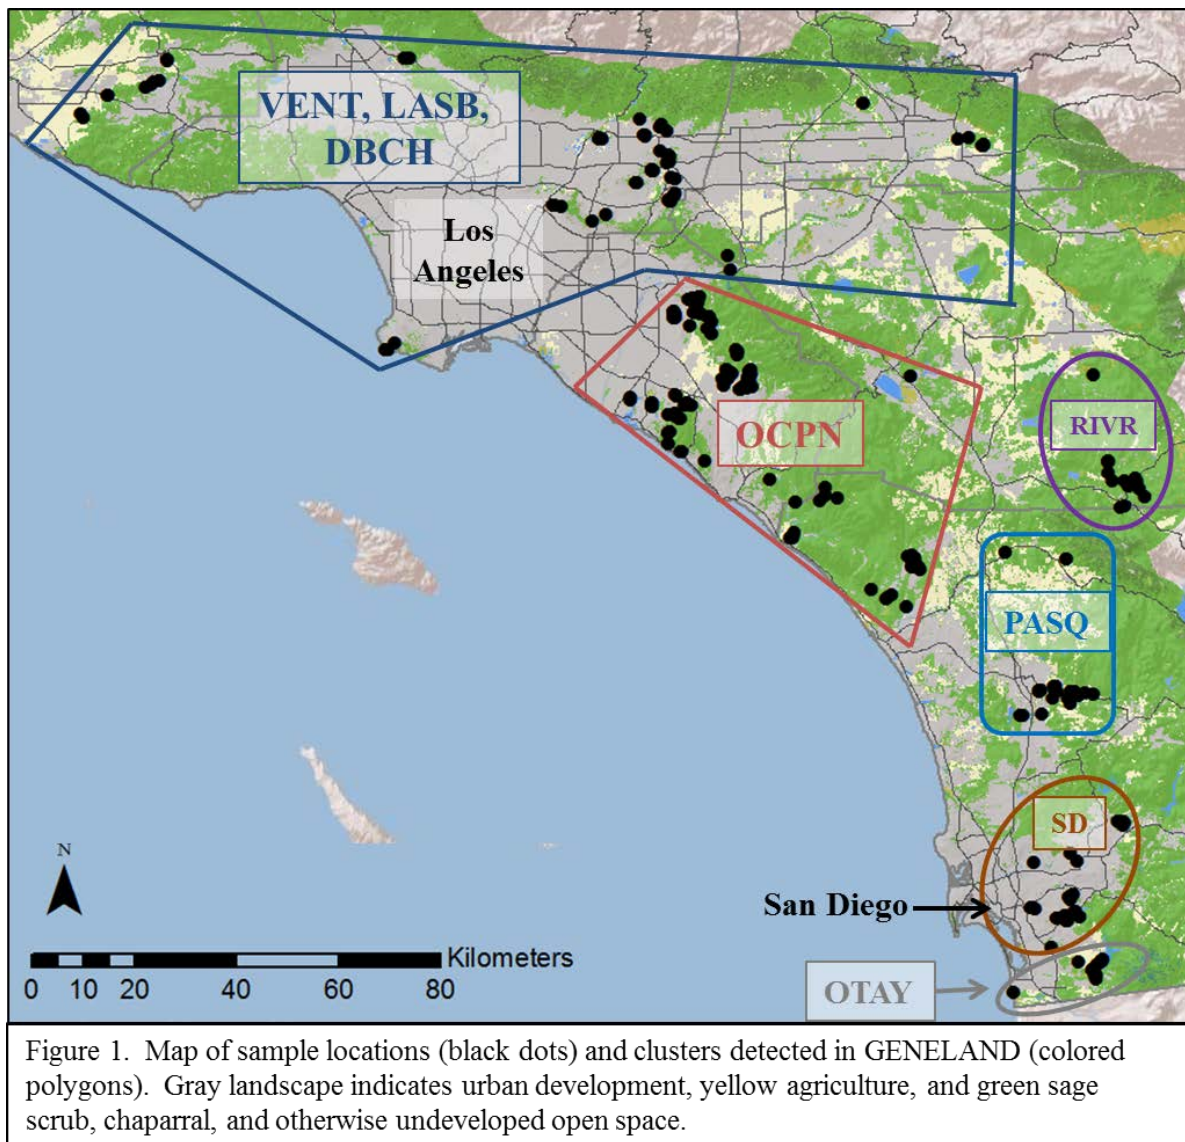 VENT, LASB,
DBCH
Los
Angeles
OCPN
RIVR
PASQ
SD
San Diego
OTAY
N
Kilometers
0 10 20 40 60 80
Figure 1.  Map of sample locations (black dots) and clusters detected in GENELAND (colored
polygons).  Gray landscape indicates urban development, yellow agriculture, and green sage
scrub, chaparral, and otherwise undeveloped open space.